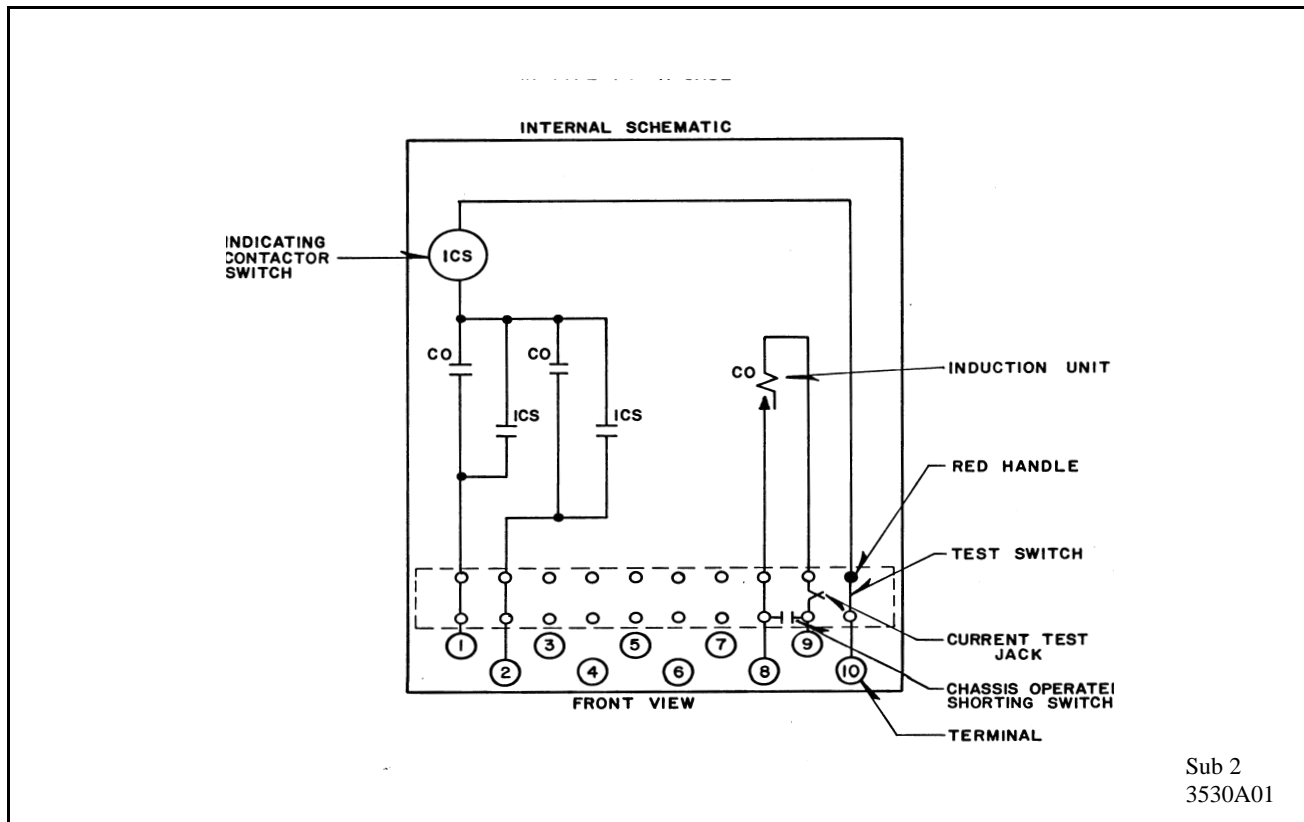 INTERNAL SCHEMATIC
INDICATING
CONTACTOR
SWITCH
ICS
CO
CO
ICS
ICS
CO
INDUCTION UNIT
RED HANDLE
TEST SWITCH
1
2
3
4
5
6
7
8
9
10
CURRENT TEST
JACK
CHASSIS OPERATE
SHORTING SWITCH
FRONT VIEW
TERMINAL
Sub 2
3530A01